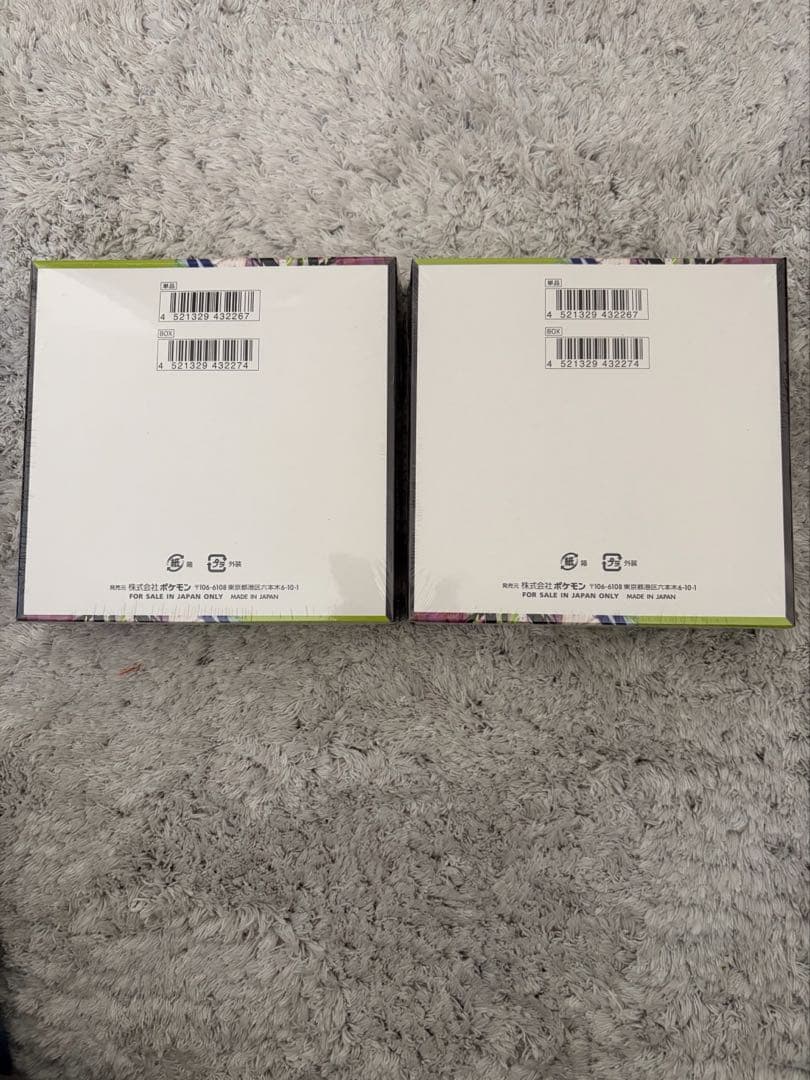 単品
4 521329 432267
BOX
4 521329 432274
紙 箱 プラ 外装
発売元 株式会社ポケモン 〒106-6108 東京都港区六本木6-10-1
FOR SALE IN JAPAN ONLY MADE IN JAPAN
単品
4 521329 432267
BOX
4 521329 432274
紙 箱 プラ 外装
発売元 株式会社ポケモン 〒106-6108 東京都港区六本木6-10-1
FOR SALE IN JAPAN ONLY MADE IN JAPAN